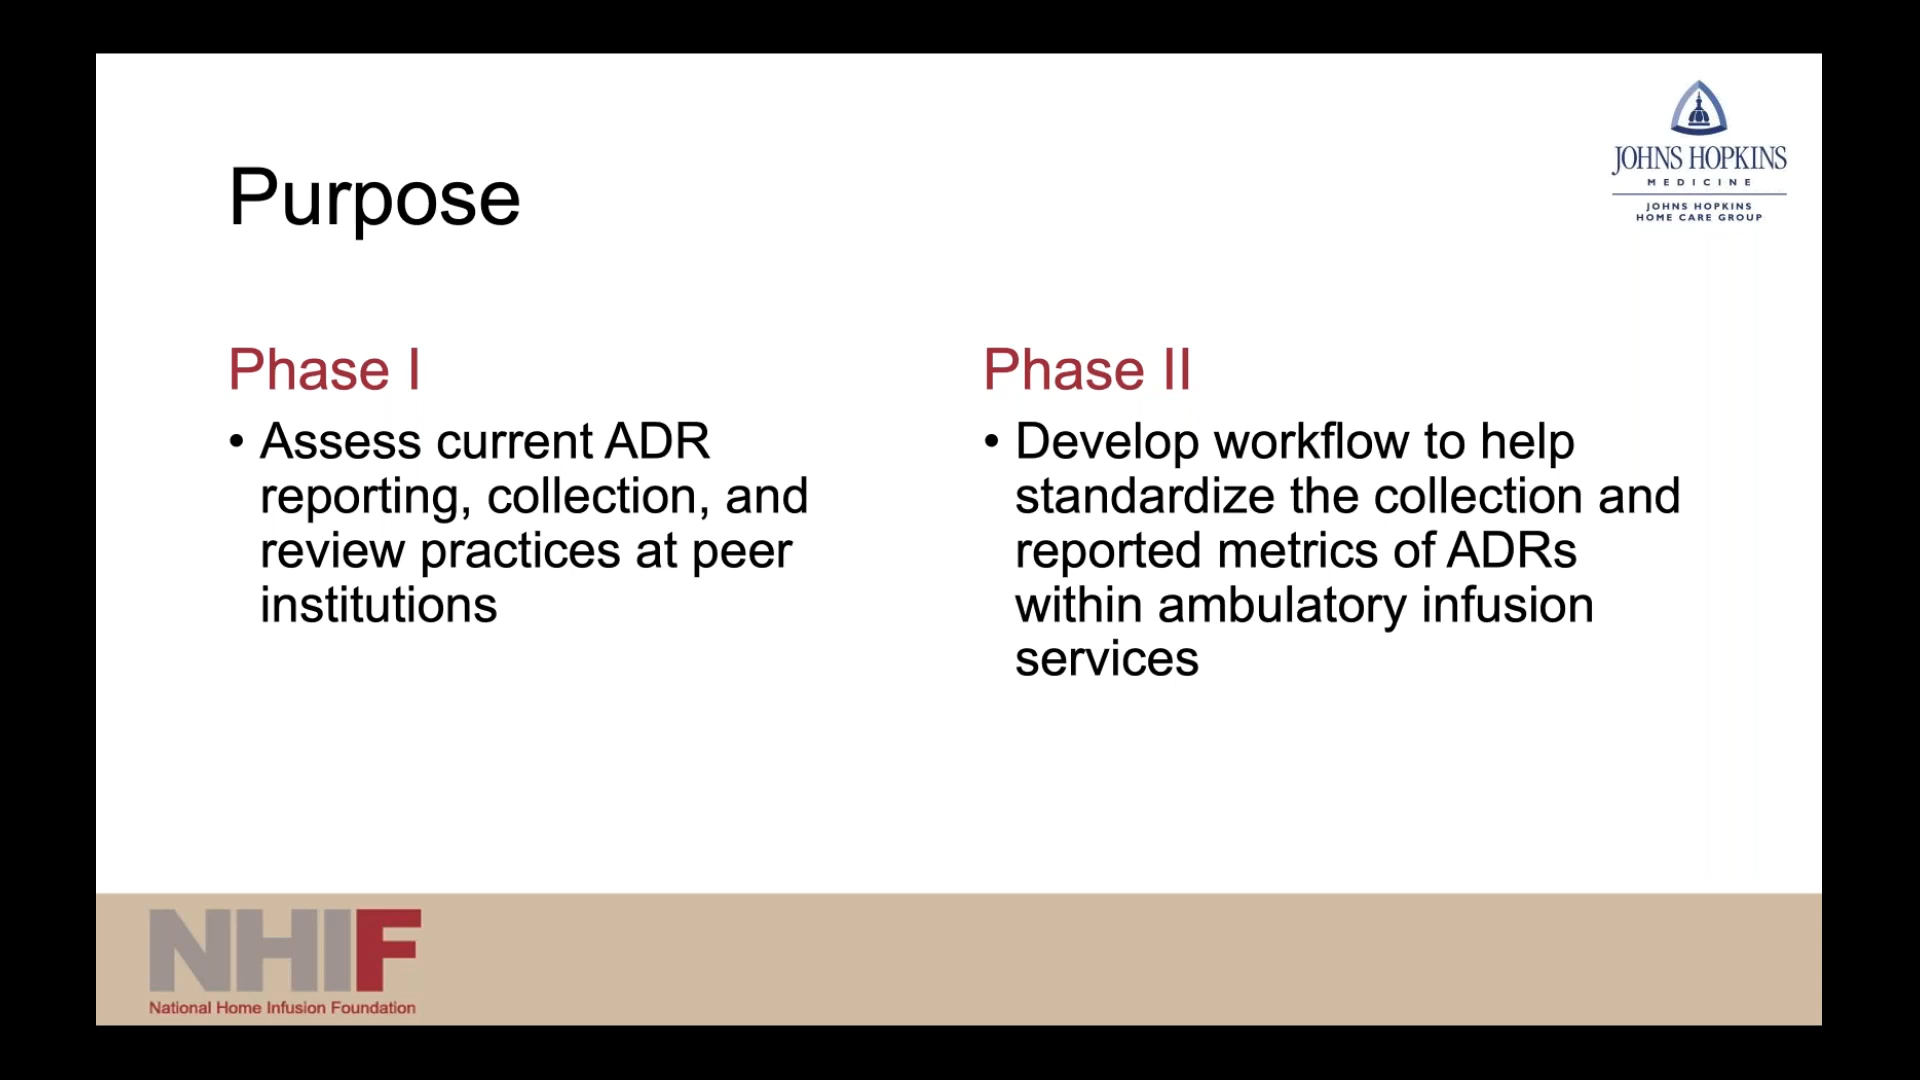 JOHNS HOPKINS
MEDICINE
JOHNS HOPKINS
HOME CARE GROUP
Purpose
Phase I
• Assess current ADR
reporting, collection, and
review practices at peer
institutions
Phase II
• Develop workflow to help
standardize the collection and
reported metrics of ADRs
within ambulatory infusion
services
NHIF
National Home Infusion Foundation